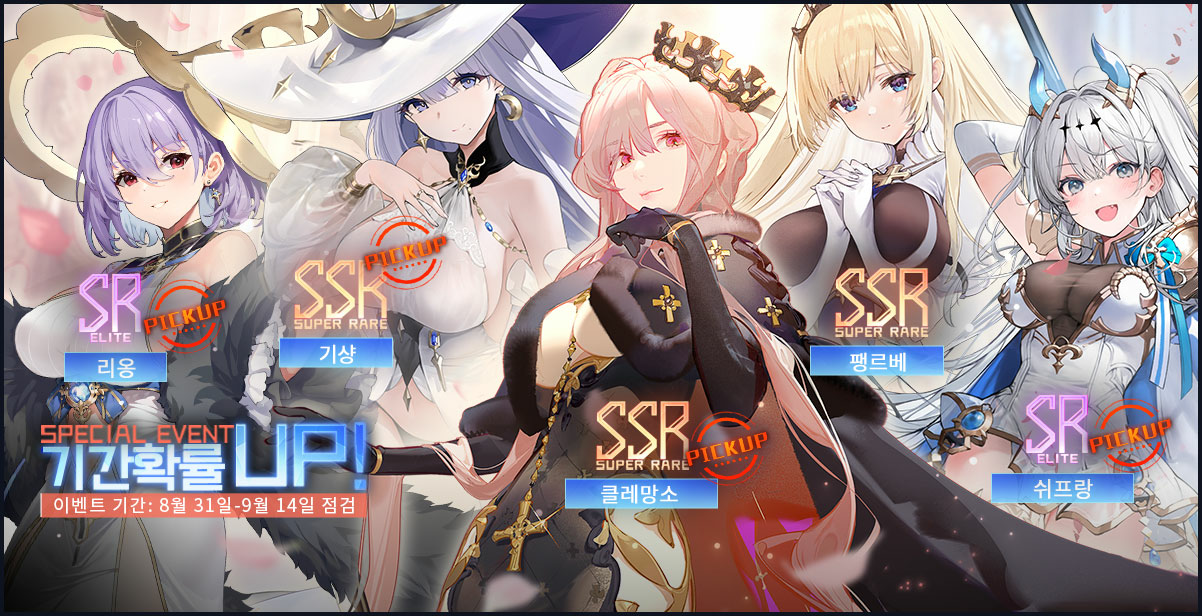 SR
ELITE
PICKUP
리옹
SSR
SUPER RARE
PICKUP
기샹
SSR
SUPER RARE
팽르베
SSR
SUPER RARE
PICKUP
클레망소
SR
ELITE
PICKUP
쉬프랑
SPECIAL EVENT
기간확률 UP!
이벤트 기간: 8월 31일-9월 14일 점검